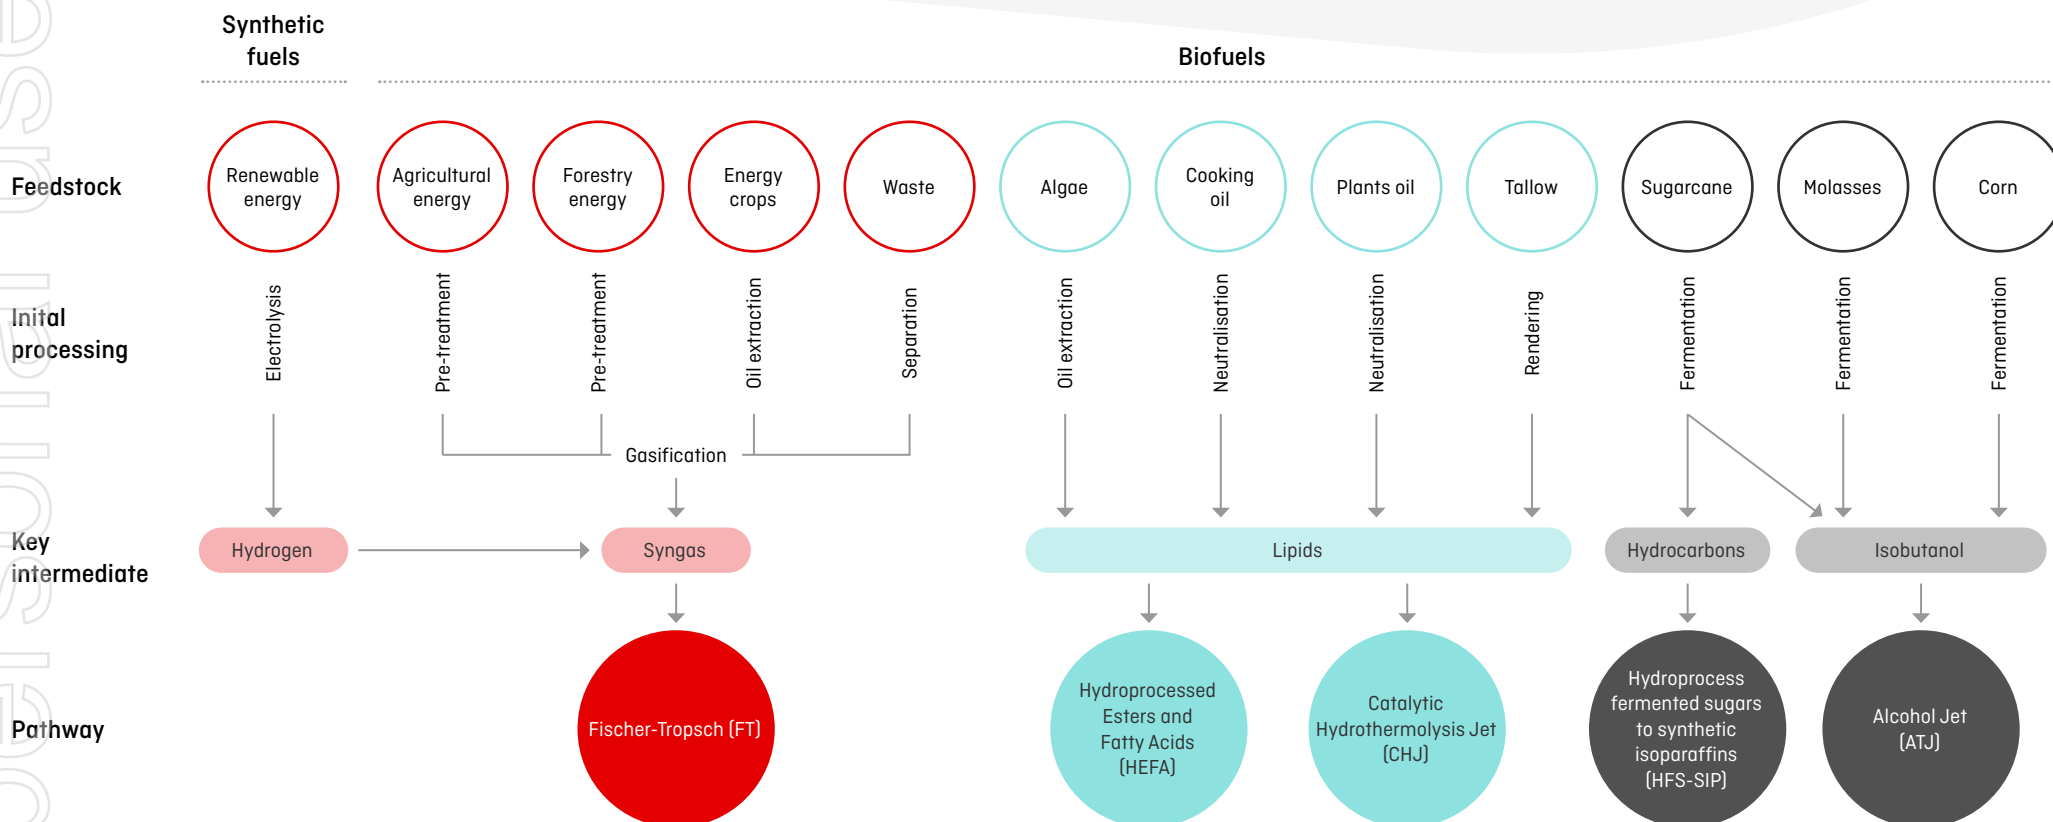 Synthetic
fuels
Biofuels
Feedstock
Renewable
energy
Agricultural
energy
Forestry
energy
Energy
crops
Waste
Algae
Cooking
oil
Plants oil
Tallow
Sugarcane
Molasses
Corn
Inital
processing
Electrolysis
Pre-treatment
Pre-treatment
Oil extraction
Separation
Oil extraction
Neutralisation
Neutralisation
Rendering
Fermentation
Fermentation
Fermentation
Gasification
Key
intermediate
Hydrogen
Syngas
Lipids
Hydrocarbons
Isobutanol
Pathway
Fischer-Tropsch (FT)
Hydroprocessed
Esters and
Fatty Acids
(HEFA)
Catalytic
Hydrothermolysis Jet
(CHJ)
Hydroprocess
fermented sugars
to synthetic
isoparaffins
(HFS-SIP)
Alcohol Jet
(ATJ)